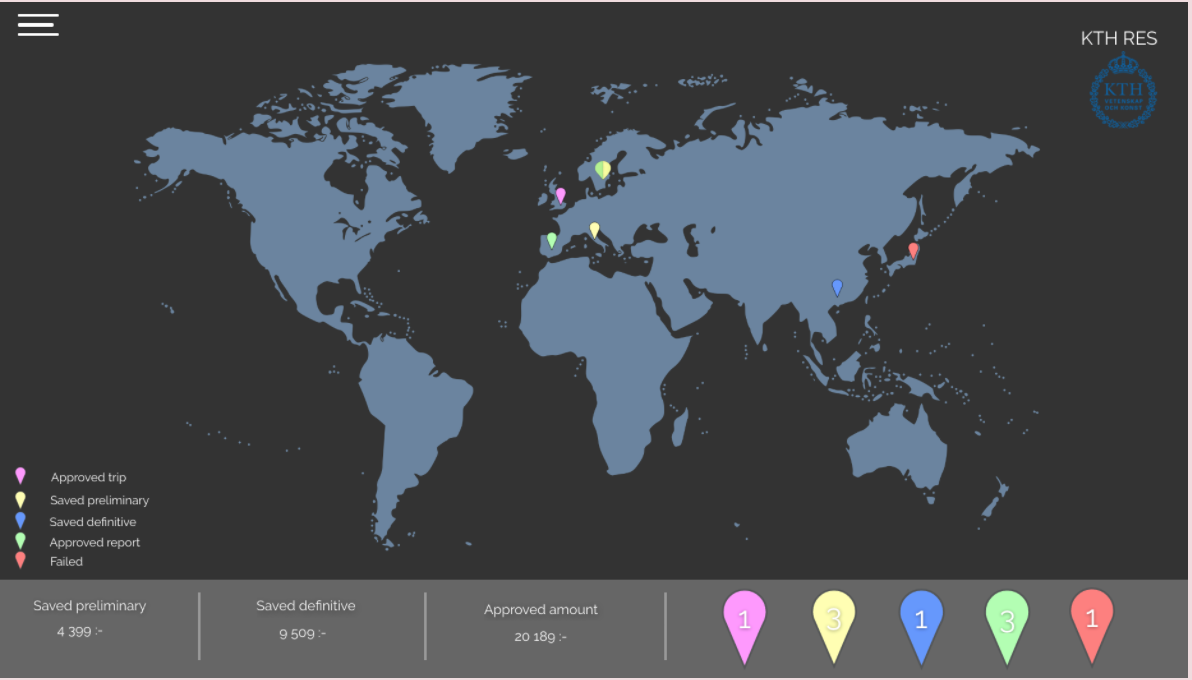 KTH RES
KTH
VETENSKAP
OCH KONST
Approved trip
Saved preliminary
Saved definitive
Approved report
Failed
Saved preliminary
4 399 :-
Saved definitive
9 509 :-
Approved amount
20 189 :-
1
3
1
3
1